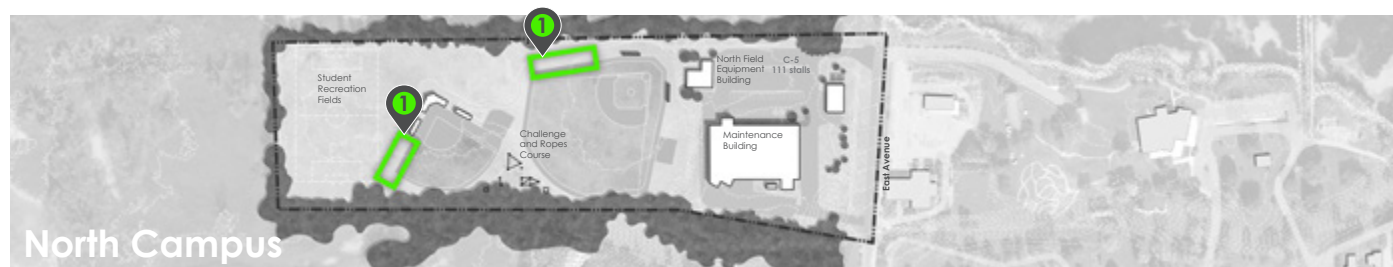 1
1
Student
Recreation
Fields
North Field
Equipment
Building
C-5
111 stalls
Challenge
and Ropes
Course
Maintenance
Building
East Avenue
North Campus